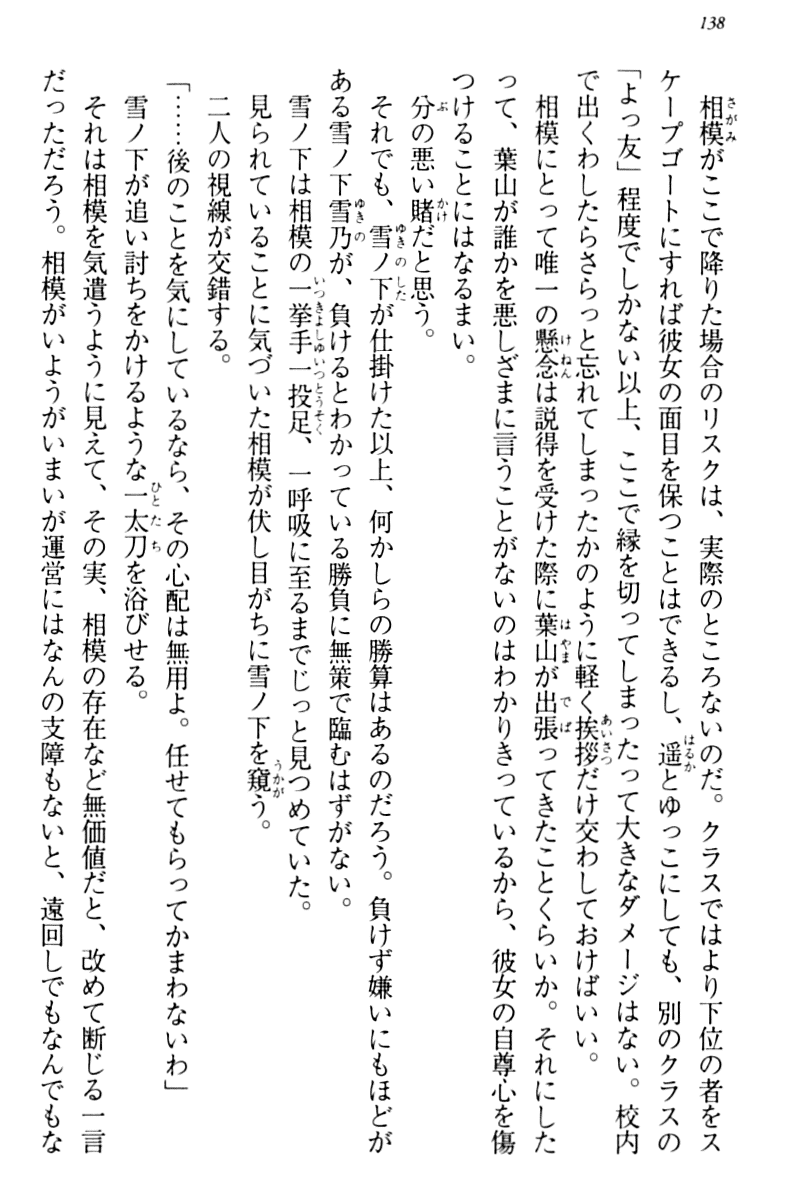 138
相模がここで降りた場合のリスクは、実際のところないのだ。クラスではより下位の者をス
ケープゴートにすれば彼女の面目を保つことはできるし、遥とゆっこにしても、別のクラスの
「よっ友」程度でしかない以上、ここで縁を切ってしまったって大きなダメージはない。校内
で出くわしたらさらっと忘れてしまったかのように軽く挨拶だけ交わしておけばいい。
相模にとって唯一の懸念は説得を受けた際に葉山が出張ってきたことくらいか。それにした
って、葉山が誰かを悪しざまに言うことがないのはわかりきっているから、彼女の自尊心を傷
つけることにはなるまい。
分の悪い賭だと思う。
それでも、雪ノ下が仕掛けた以上、何かしらの勝算はあるのだろう。負けず嫌いにもほどが
ある雪ノ下雪乃が、負けるとわかっている勝負に無策で臨むはずがない。
雪ノ下は相模の一挙手一投足、一呼吸に至るまでじっと見つめていた。
見られていることに気づいた相模が伏し目がちに雪ノ下を窺う。
二人の視線が交錯する。
「……後のことを気にしているなら、その心配は無用よ。任せてもらってかまわないわ」
雪ノ下が追い討ちをかけるような一太刀を浴びせる。
それは相模を気遣うように見えて、その実、相模の存在など無価値だと、改めて断じる一言
だっただろう。相模がいようがいまいが運営にはなんの支障もないと、遠回しでもなんでもな